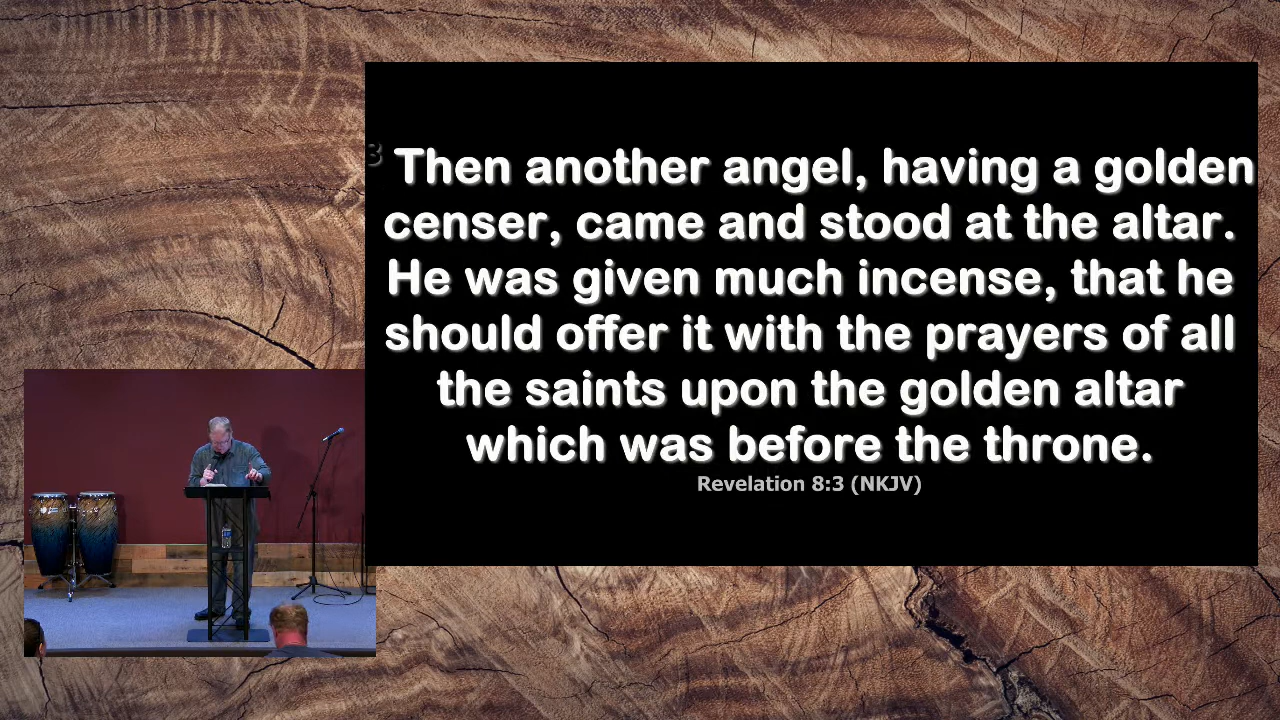 3 Then another angel, having a golden
censer, came and stood at the altar.
He was given much incense, that he
should offer it with the prayers of all
the saints upon the golden altar
which was before the throne.
Revelation 8:3 (NKJV)